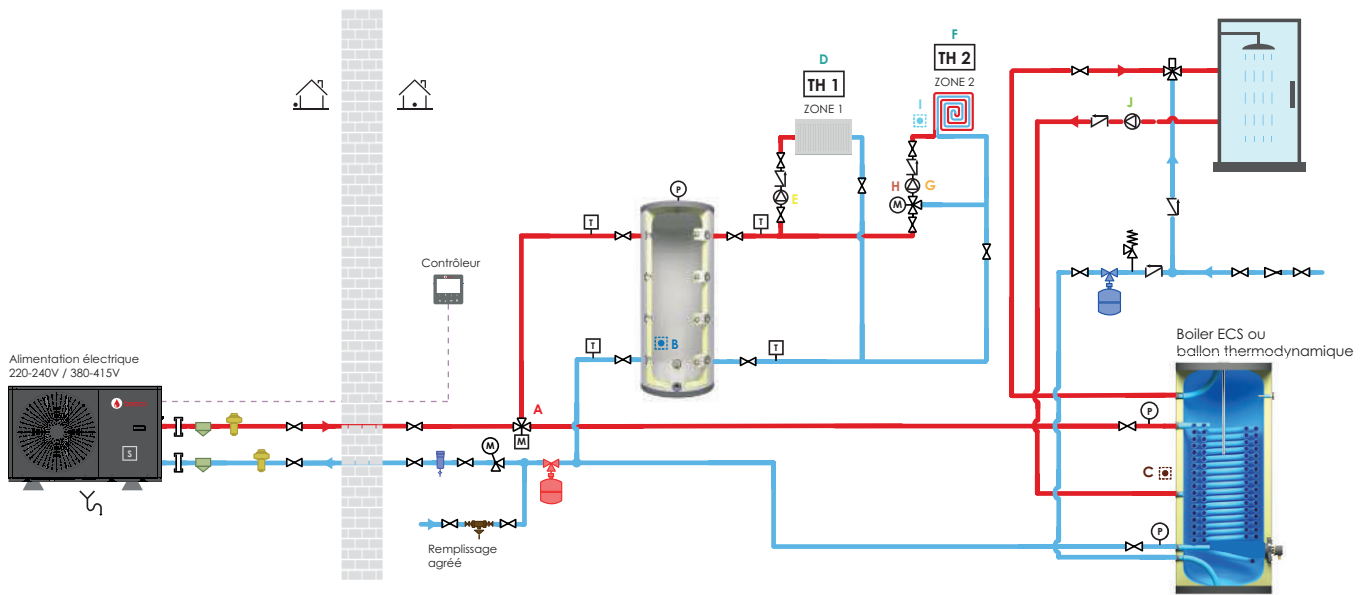 D
TH 1
ZONE 1
E
F
TH 2
ZONE 2
I
H
G
M
J
P
T
T
T
T
B
Contrôleur
Alimentation électrique
220-240V / 380-415V
S
A
M
M
Remplissage
agréé
Boiler ECS ou
ballon thermodynamique
P
C
P